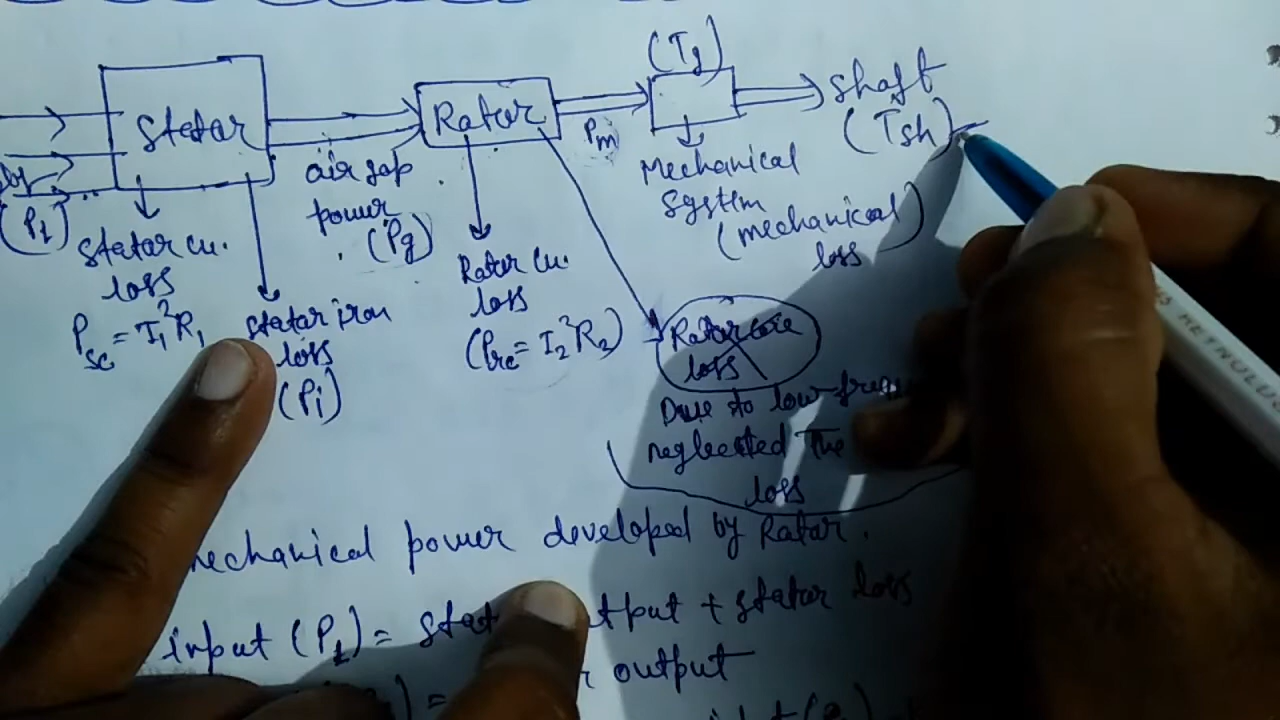 (Tg)
Stator
Rotor
shaft
(Tsh)
Pm
(P1)
air gap
power
(Pg)
Mechanical
system
(mechanical)
loss
stator cu.
loss
Psc = I1²R1
stator iron
loss
(Pi)
Rotor cu.
loss
(Prc = I2²R2)
Rotor core
loss
Due to low
neglected the
loss
mechanical power developed by Rotor.
input (P1) = output + stator loss
output